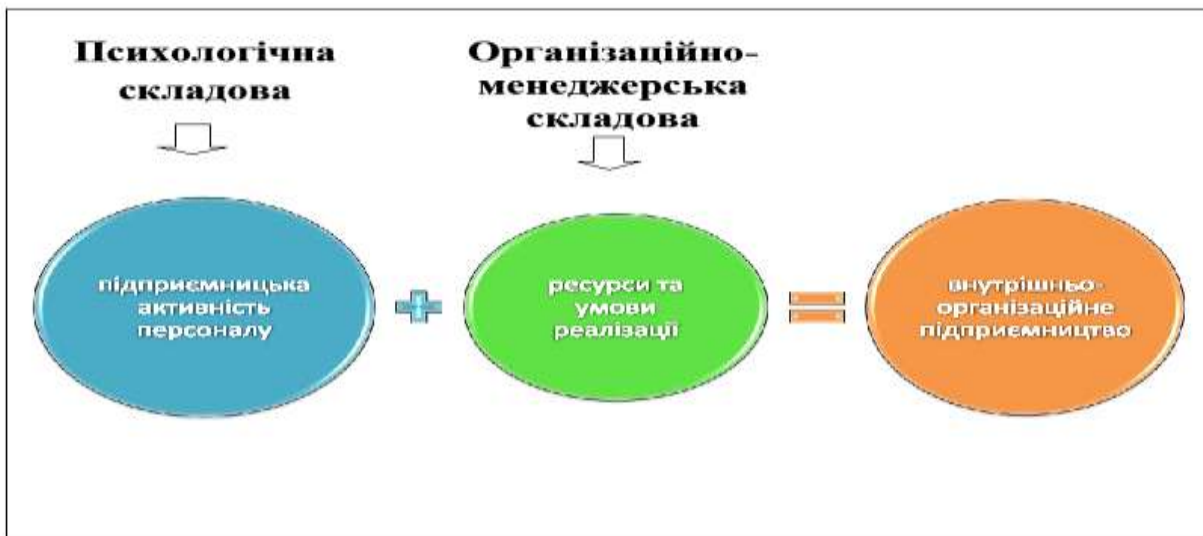 Психологічна
складова
Організаційно-
менеджерська
складова
підприємницька
активність
персоналу
ресурси та
умови
реалізації
внутрішньо-
організаційне
підприємництво